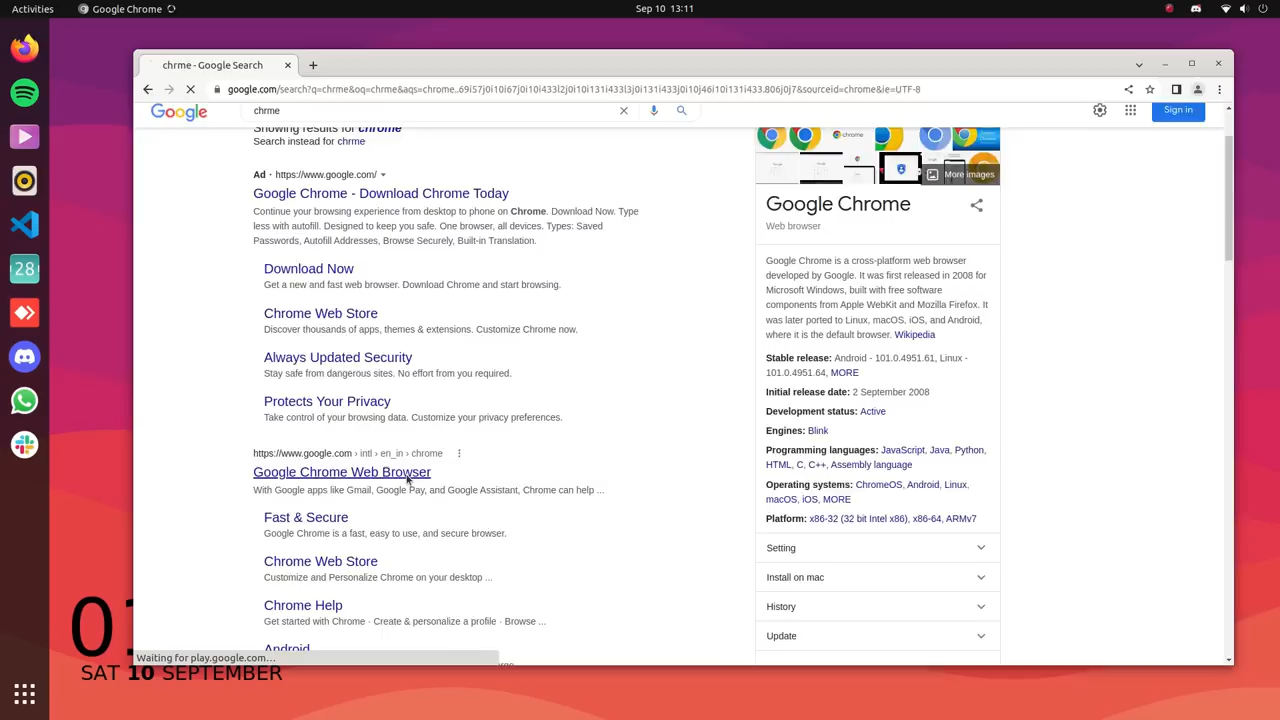 Activities
Google Chrome
Sep 10 13:11
chrme - Google Search
google.com/search?q=chrme&oq=chrme&aqs=chrome..69i57j0i10i67j0i10i433l2j0i10i131i433l3j0i131i433j0i10j46i10i131i433.806j0j7&sourceid=chrome&ie=UTF-8
Google
chrme
Sign in
Showing results for chrome
Search instead for chrme
Ad · https://www.google.com/
Google Chrome - Download Chrome Today
Continue your browsing experience from desktop to phone on Chrome. Download Now. Type
less with autofill. Designed to keep you safe. One browser, all devices. Types: Saved
Passwords, Autofill Addresses, Browse Securely, Built-in Translation.
Download Now
Get a new and fast web browser. Download Chrome and start browsing.
Chrome Web Store
Discover thousands of apps, themes & extensions. Customize Chrome now.
Always Updated Security
Stay safe from dangerous sites. No effort from you required.
Protects Your Privacy
Take control of your browsing data. Customize your privacy preferences.
https://www.google.com › intl › en_in › chrome
Google Chrome Web Browser
With Google apps like Gmail, Google Pay, and Google Assistant, Chrome can help ...
Fast & Secure
Google Chrome is a fast, easy to use, and secure browser.
Chrome Web Store
Customize and Personalize Chrome on your desktop ...
Chrome Help
Get started with Chrome · Create & personalize a profile · Browse ...
Android
Waiting for play.google.com…
chrome
More images
Google Chrome
Web browser
Google Chrome is a cross-platform web browser
developed by Google. It was first released in 2008 for
Microsoft Windows, built with free software
components from Apple WebKit and Mozilla Firefox. It
was later ported to Linux, macOS, iOS, and Android,
where it is the default browser. Wikipedia
Stable release: Android - 101.0.4951.61, Linux -
101.0.4951.64, MORE
Initial release date: 2 September 2008
Development status: Active
Engines: Blink
Programming languages: JavaScript, Java, Python,
HTML, C, C++, Assembly language
Operating systems: ChromeOS, Android, Linux,
macOS, iOS, MORE
Platform: x86-32 (32 bit Intel x86), x86-64, ARMv7
Setting
Install on mac
History
Update
28
SAT 10 SEPTEMBER